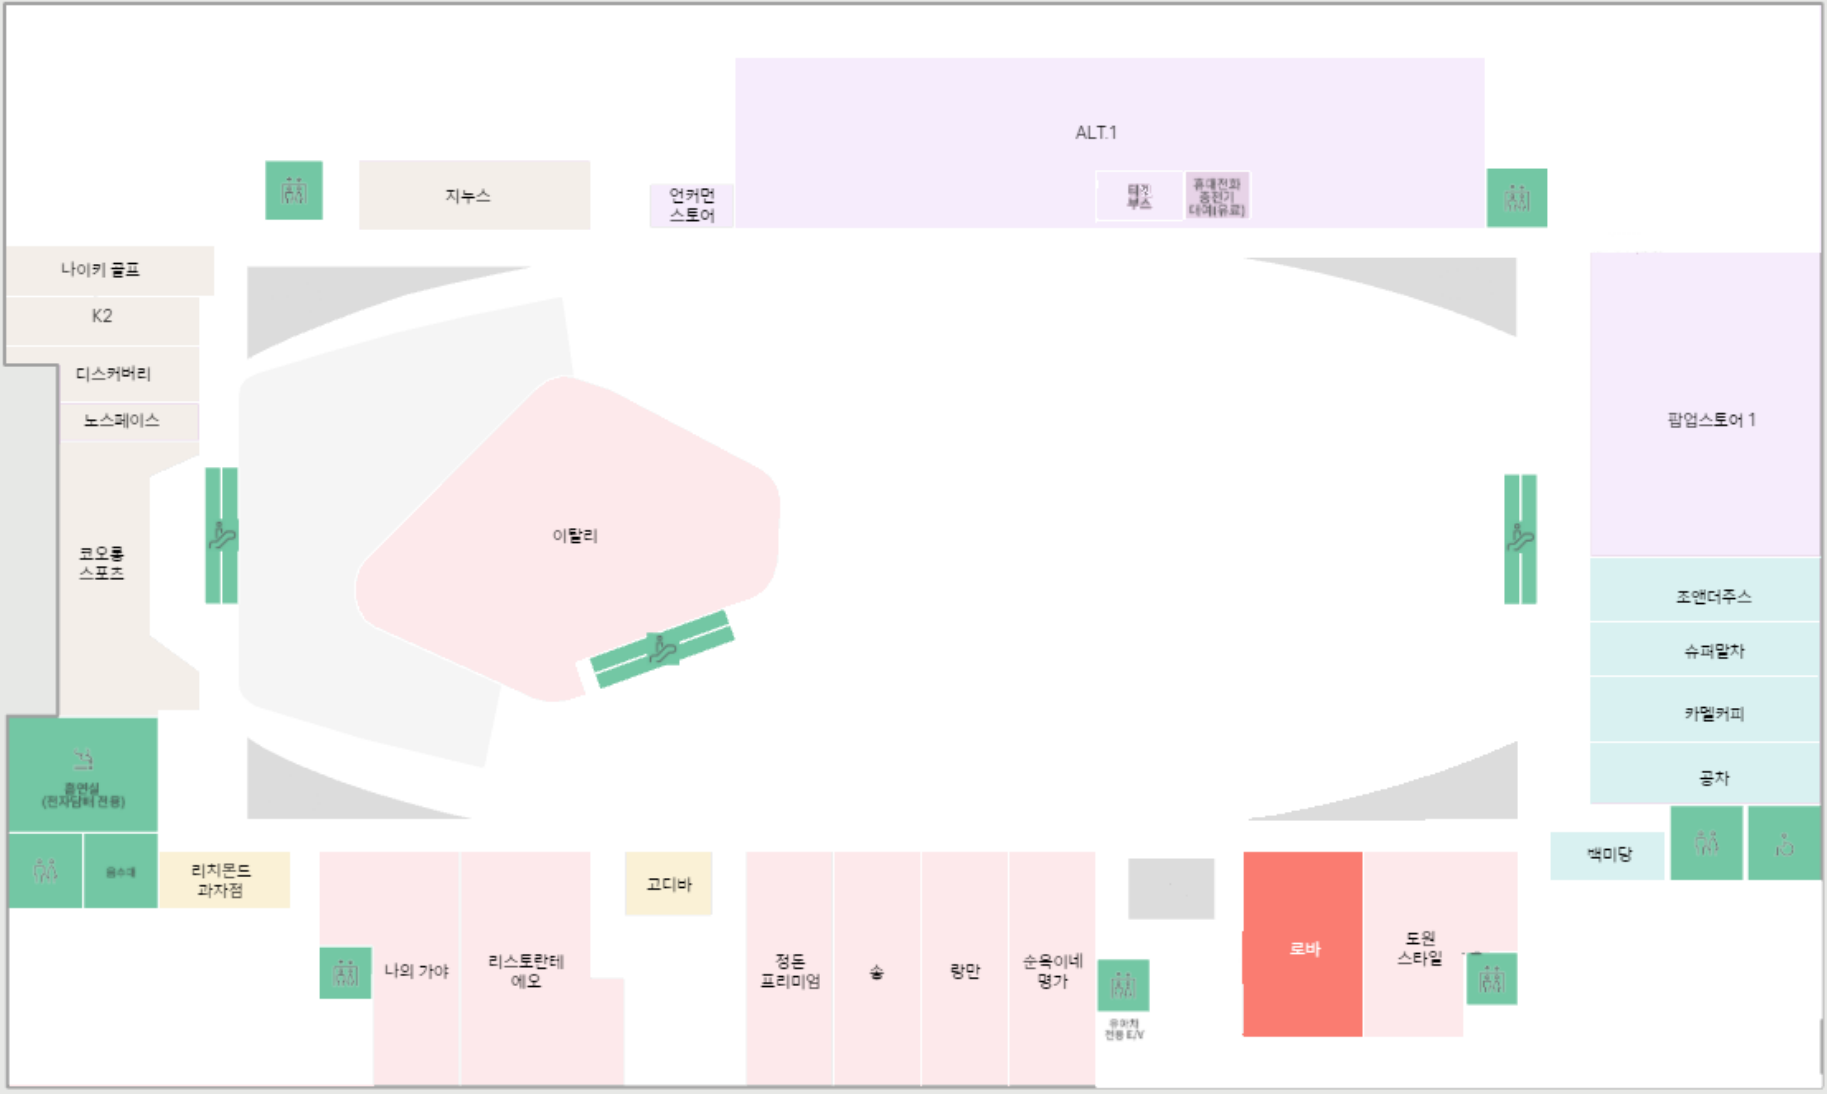 ALT.1
지누스
언커먼
스토어
티켓
부스
휴대전화
충전기
대여(유료)
나이키 골프
K2
디스커버리
노스페이스
코오롱
스포츠
이탈리
팝업스토어 1
조앤더주스
슈퍼말차
카멜커피
공차
백미당
흡연실
(전자담배 전용)
음수대
리치몬드
과자점
나의 가야
리스토란테
에오
고디바
정돈
프리미엄
송
랑만
순옥이네
명가
유아차
전용 E/V
로바
도원
스타일